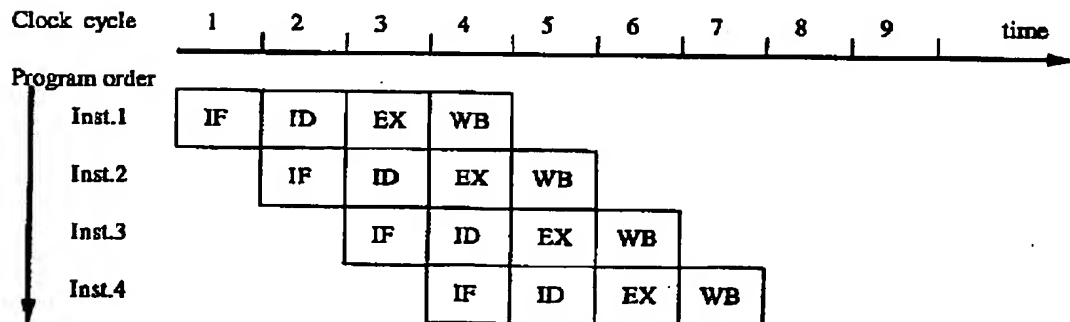 Clock cycle 1 2 3 4 5 6 7 8 9 time
Program order
Inst.1 IF ID EX WB
Inst.2 IF ID EX WB
Inst.3 IF ID EX WB
Inst.4 IF ID EX WB